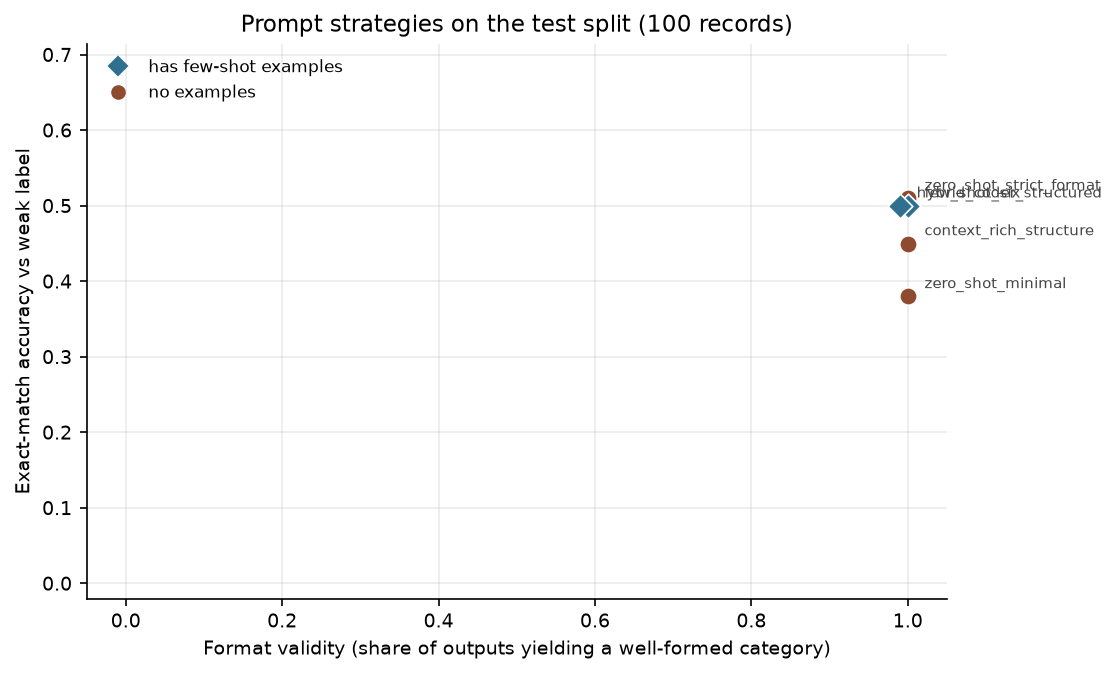 Prompt strategies on the test split (100 records)
has few-shot examples
no examples
Exact-match accuracy vs weak label
0.7
0.6
0.5
0.4
0.3
0.2
0.1
0.0
zero_shot_strict_format
context_rich_structure
zero_shot_minimal
0.0 0.2 0.4 0.6 0.8 1.0
Format validity (share of outputs yielding a well-formed category)